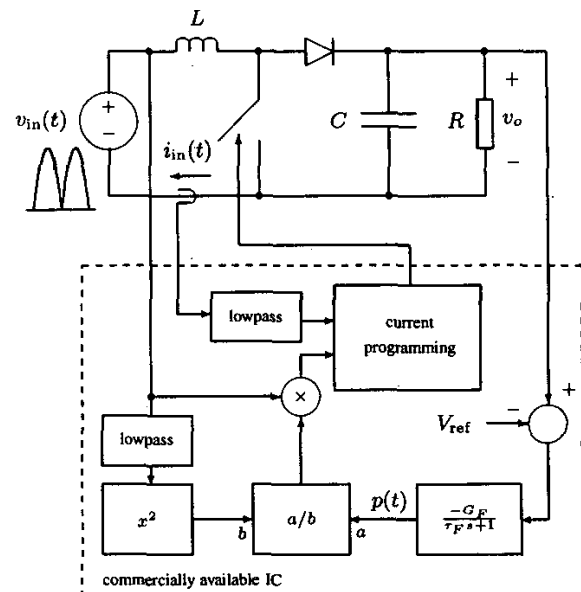 L
+
v_in(t)
−
i_in(t)
C
R
+
v_o
−
lowpass
current
programming
×
+
−
V_ref
lowpass
x²
b
a/b
a
p(t)
-G_F
τ_F s+1
commercially available IC